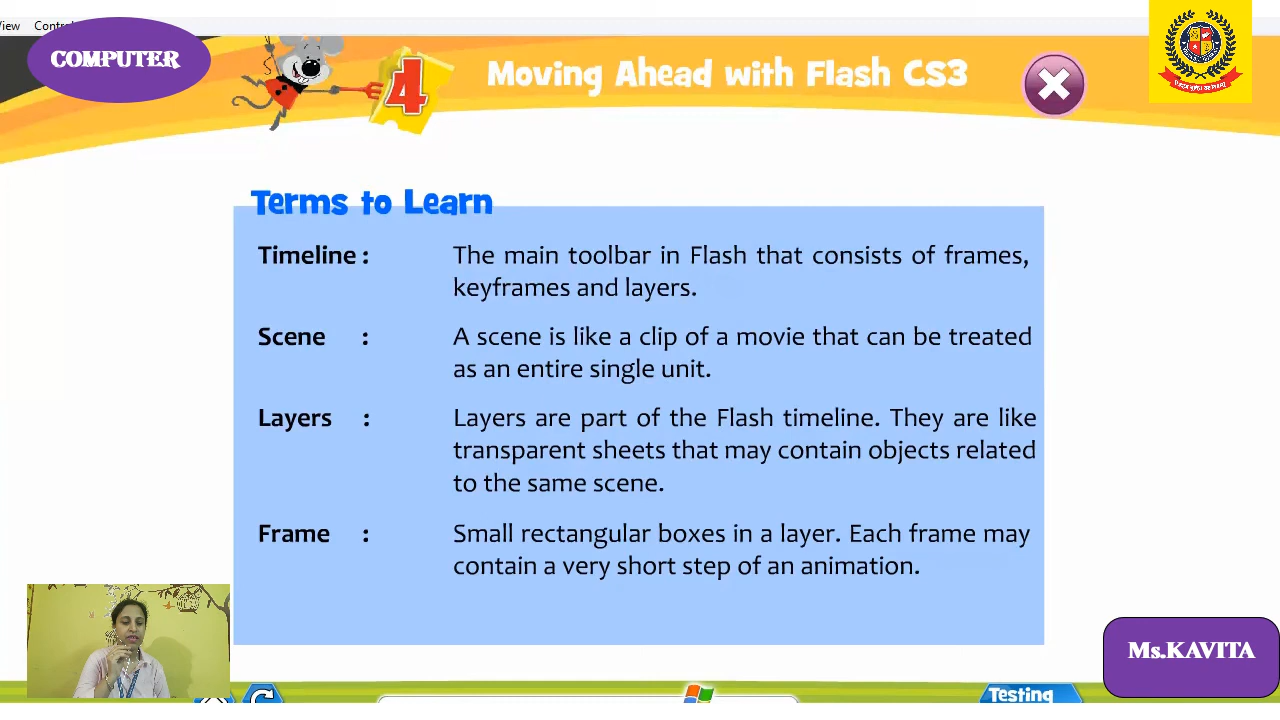 COMPUTER
4
Moving Ahead with Flash CS3
Terms to Learn
Timeline : The main toolbar in Flash that consists of frames,
keyframes and layers.
Scene : A scene is like a clip of a movie that can be treated
as an entire single unit.
Layers : Layers are part of the Flash timeline. They are like
transparent sheets that may contain objects related
to the same scene.
Frame : Small rectangular boxes in a layer. Each frame may
contain a very short step of an animation.
Ms.KAVITA
Testing